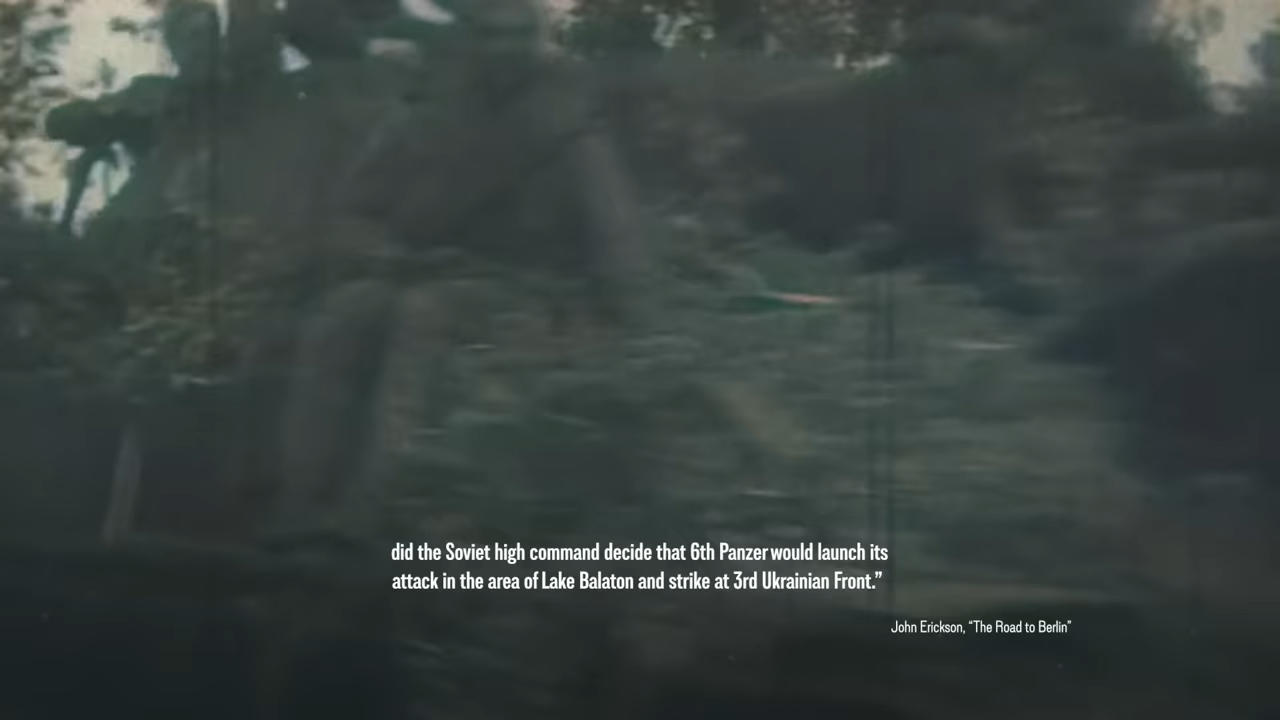 did the Soviet high command decide that 6th Panzer would launch its
attack in the area of Lake Balaton and strike at 3rd Ukrainian Front.”
John Erickson, “The Road to Berlin”